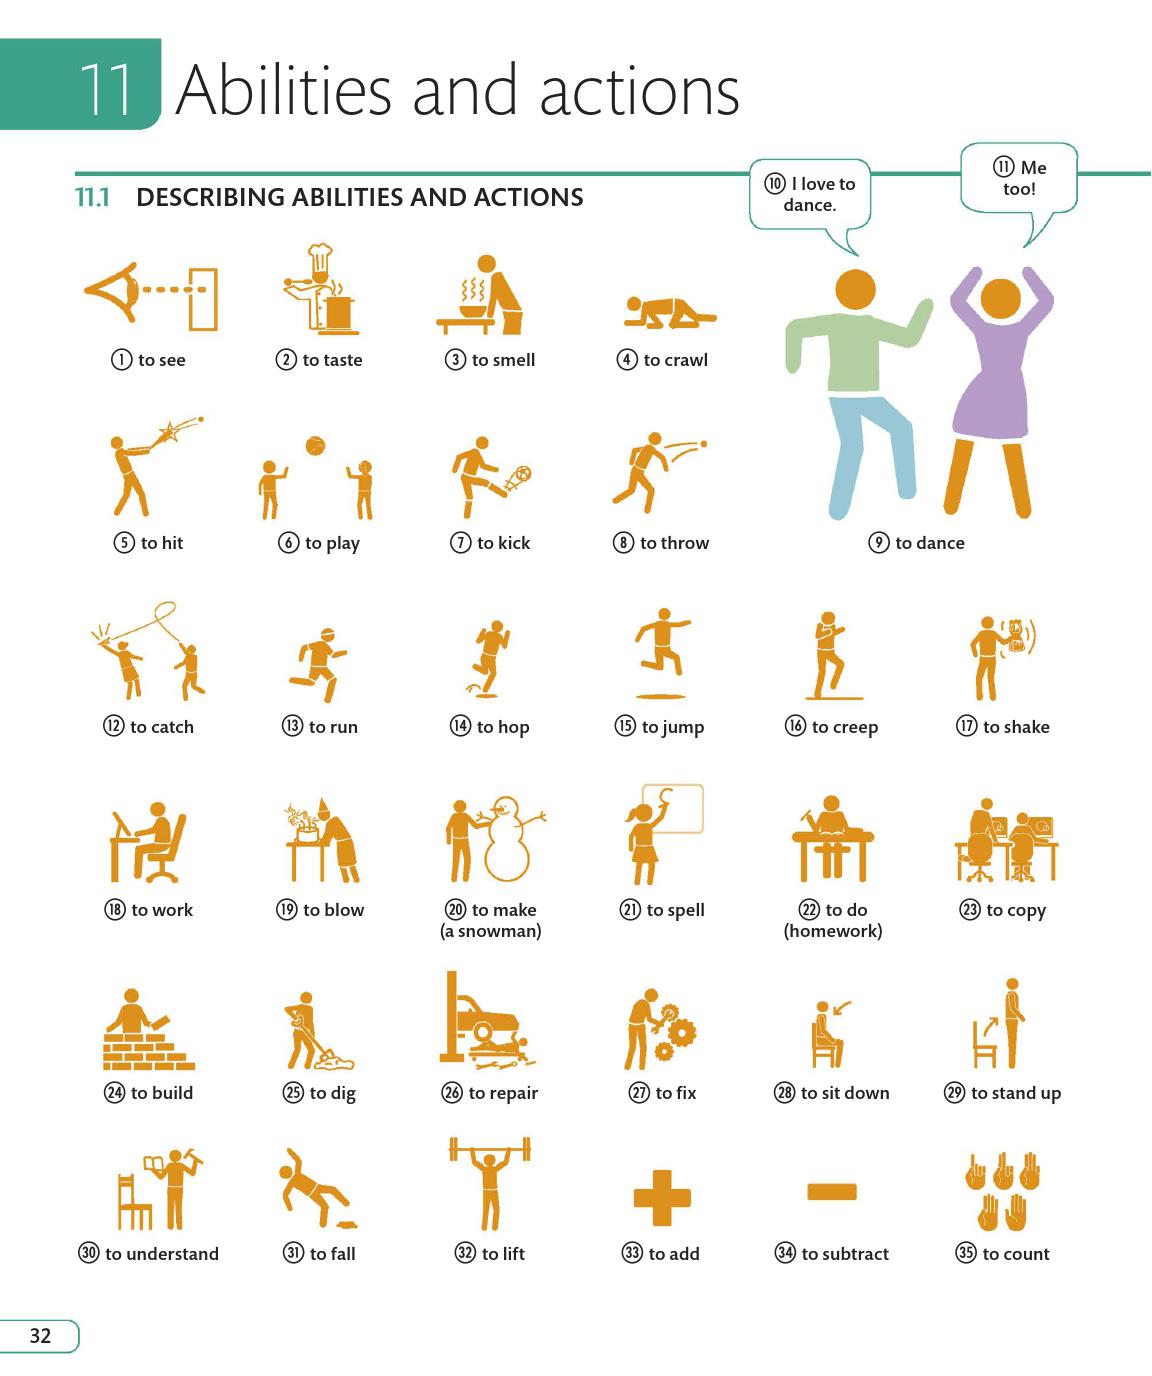 11 Abilities and actions
11.1 DESCRIBING ABILITIES AND ACTIONS
10 I love to
dance.
11 Me
too!
1 to see
2 to taste
3 to smell
4 to crawl
5 to hit
6 to play
7 to kick
8 to throw
9 to dance
12 to catch
13 to run
14 to hop
15 to jump
16 to creep
17 to shake
18 to work
19 to blow
20 to make
(a snowman)
21 to spell
22 to do
(homework)
23 to copy
24 to build
25 to dig
26 to repair
27 to fix
28 to sit down
29 to stand up
30 to understand
31 to fall
32 to lift
33 to add
34 to subtract
35 to count
32